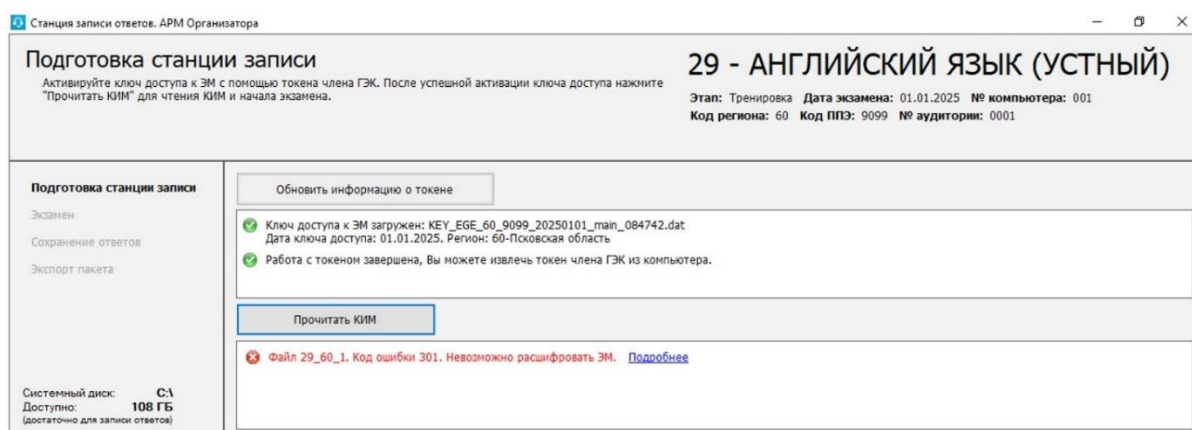 Станция записи ответов. АРМ Организатора
Подготовка станции записи
Активируйте ключ доступа к ЭМ с помощью токена члена ГЭК. После успешной активации ключа доступа нажмите
"Прочитать КИМ" для чтения КИМ и начала экзамена.
29 - АНГЛИЙСКИЙ ЯЗЫК (УСТНЫЙ)
Этап: Тренировка Дата экзамена: 01.01.2025 № компьютера: 001
Код региона: 60 Код ППЭ: 9099 № аудитории: 0001
Подготовка станции записи
Экзамен
Сохранение ответов
Экспорт пакета
Обновить информацию о токене
Ключ доступа к ЭМ загружен: KEY_EGE_60_9099_20250101_main_084742.dat
Дата ключа доступа: 01.01.2025. Регион: 60-Псковская область
Работа с токеном завершена, Вы можете извлечь токен члена ГЭК из компьютера.
Прочитать КИМ
Файл 29_60_1. Код ошибки 301. Невозможно расшифровать ЭМ. Подробнее
Системный диск: C:\
Доступно: 108 ГБ
(достаточно для записи ответов)